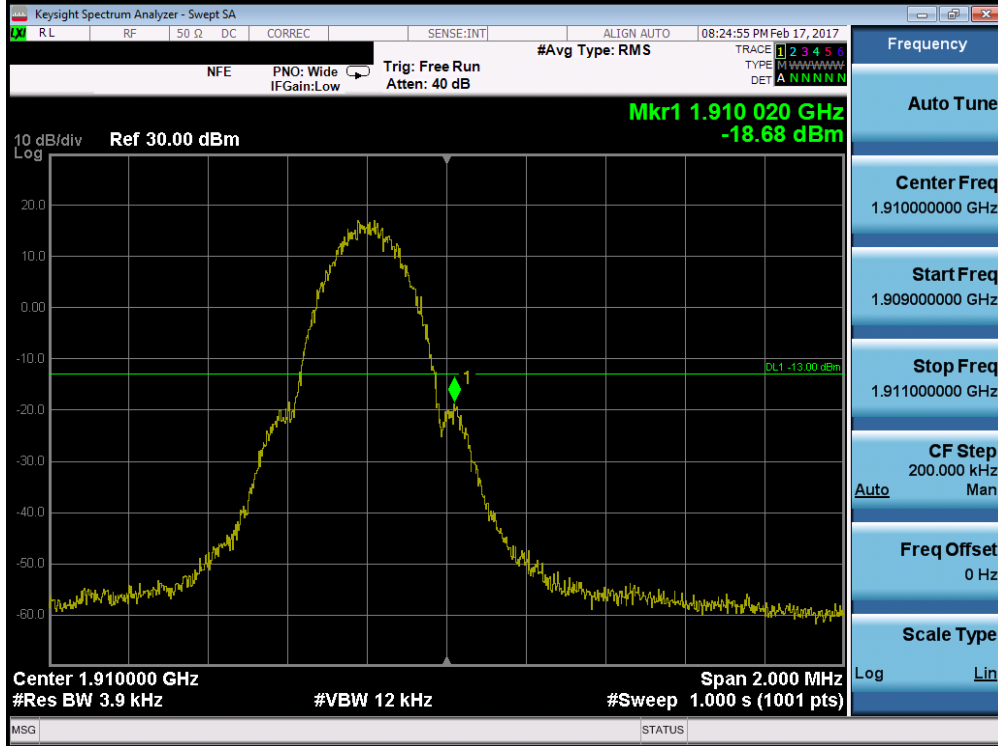 Keysight Spectrum Analyzer - Swept SA
LXI RL RF 50 Ω DC CORREC SENSE:INT ALIGN AUTO 08:24:55 PM Feb 17, 2017
#Avg Type: RMS TRACE 1 2 3 4 5 6
NFE PNO: Wide Trig: Free Run TYPE M WWWWW
IFGain:Low Atten: 40 dB DET A N N N N N
Mkr1 1.910 020 GHz
-18.68 dBm
10 dB/div Ref 30.00 dBm
Log
20.0
10.0
0.00
-10.0
DL1 -13.00 dBm
1
-20.0
-30.0
-40.0
-50.0
-60.0
Center 1.910000 GHz Span 2.000 MHz
#Res BW 3.9 kHz #VBW 12 kHz #Sweep 1.000 s (1001 pts)
MSG STATUS
Frequency
Auto Tune
Center Freq
1.910000000 GHz
Start Freq
1.909000000 GHz
Stop Freq
1.911000000 GHz
CF Step
200.000 kHz
Auto Man
Freq Offset
0 Hz
Scale Type
Log Lin